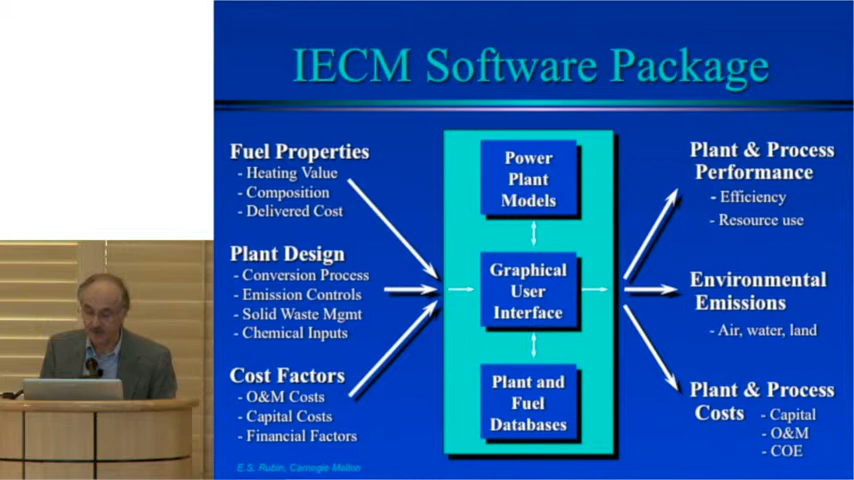 IECM Software Package
Fuel Properties
- Heating Value
- Composition
- Delivered Cost
Plant Design
- Conversion Process
- Emission Controls
- Solid Waste Mgmt
- Chemical Inputs
Cost Factors
- O&M Costs
- Capital Costs
- Financial Factors
Power
Plant
Models
Graphical
User
Interface
Plant and
Fuel
Databases
Plant & Process
Performance
- Efficiency
- Resource use
Environmental
Emissions
- Air, water, land
Plant & Process
Costs - Capital
- O&M
- COE
E.S. Rubin, Carnegie Mellon